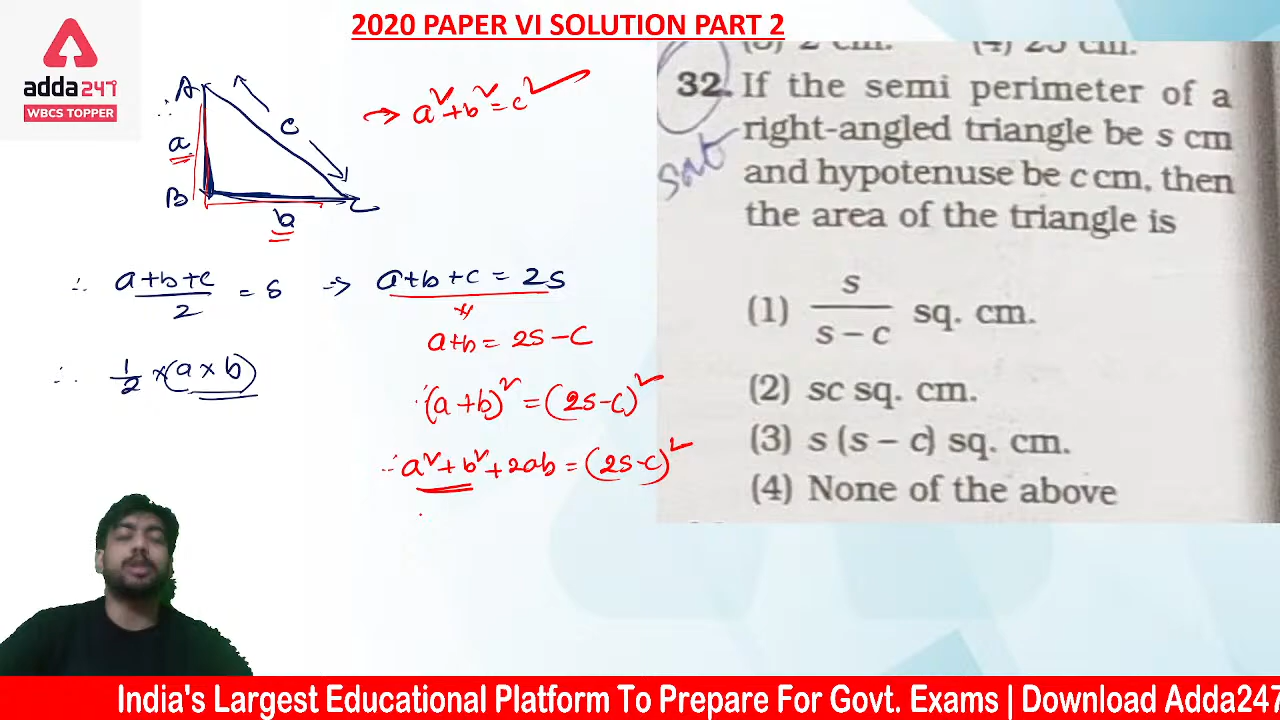 2020 PAPER VI SOLUTION PART 2
adda247
WBCS TOPPER
A
a
B
b
c
C
→ a²+b²=c²
∴ a+b+c/2 = s → a+b+c = 2s
a+b = 2s-c
∴ 1/2 × (a × b)
∴ (a+b)² = (2s-c)²
∴ a²+b²+2ab = (2s-c)²
32. If the semi perimeter of a
right-angled triangle be s cm
and hypotenuse be c cm, then
the area of the triangle is
(1) s/s – c sq. cm.
(2) sc sq. cm.
(3) s (s – c) sq. cm.
(4) None of the above
India's Largest Educational Platform To Prepare For Govt. Exams | Download Adda247